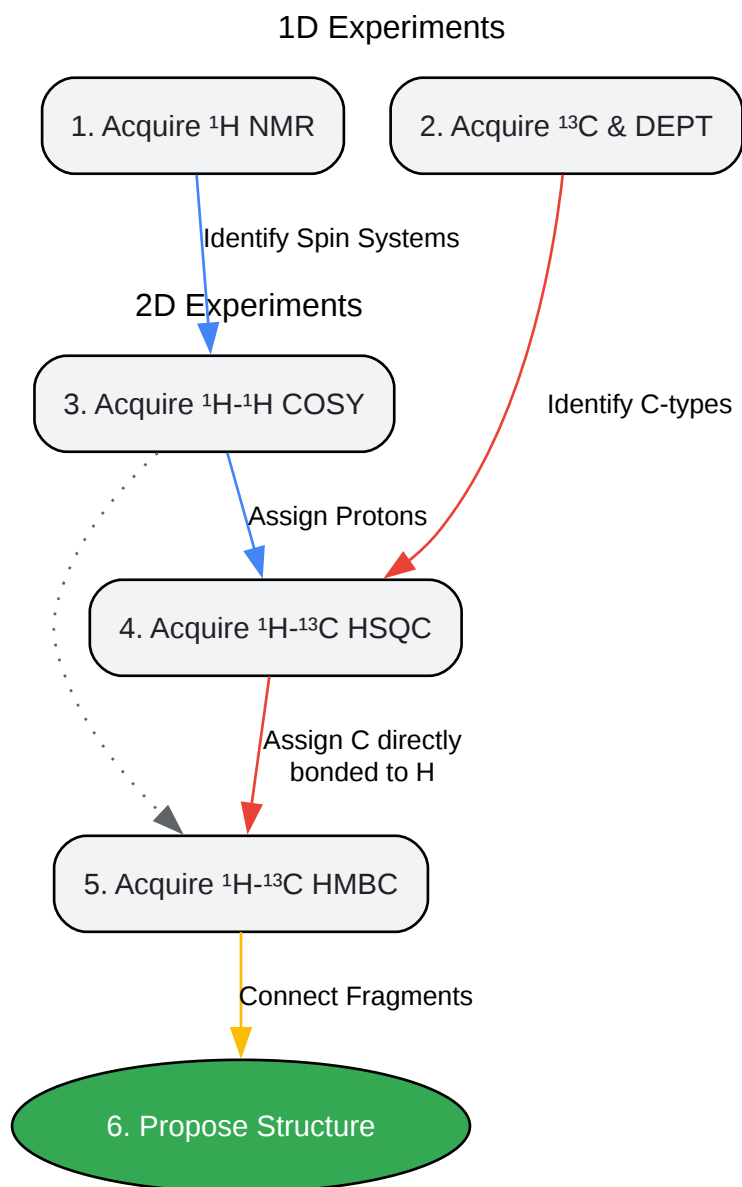 1D Experiments
1. Acquire ¹H NMR
2. Acquire ¹³C & DEPT
Identify Spin Systems
2D Experiments
3. Acquire ¹H-¹H COSY
Identify C-types
Assign Protons
4. Acquire ¹H-¹³C HSQC
Assign C directly
bonded to H
5. Acquire ¹H-¹³C HMBC
Connect Fragments
6. Propose Structure